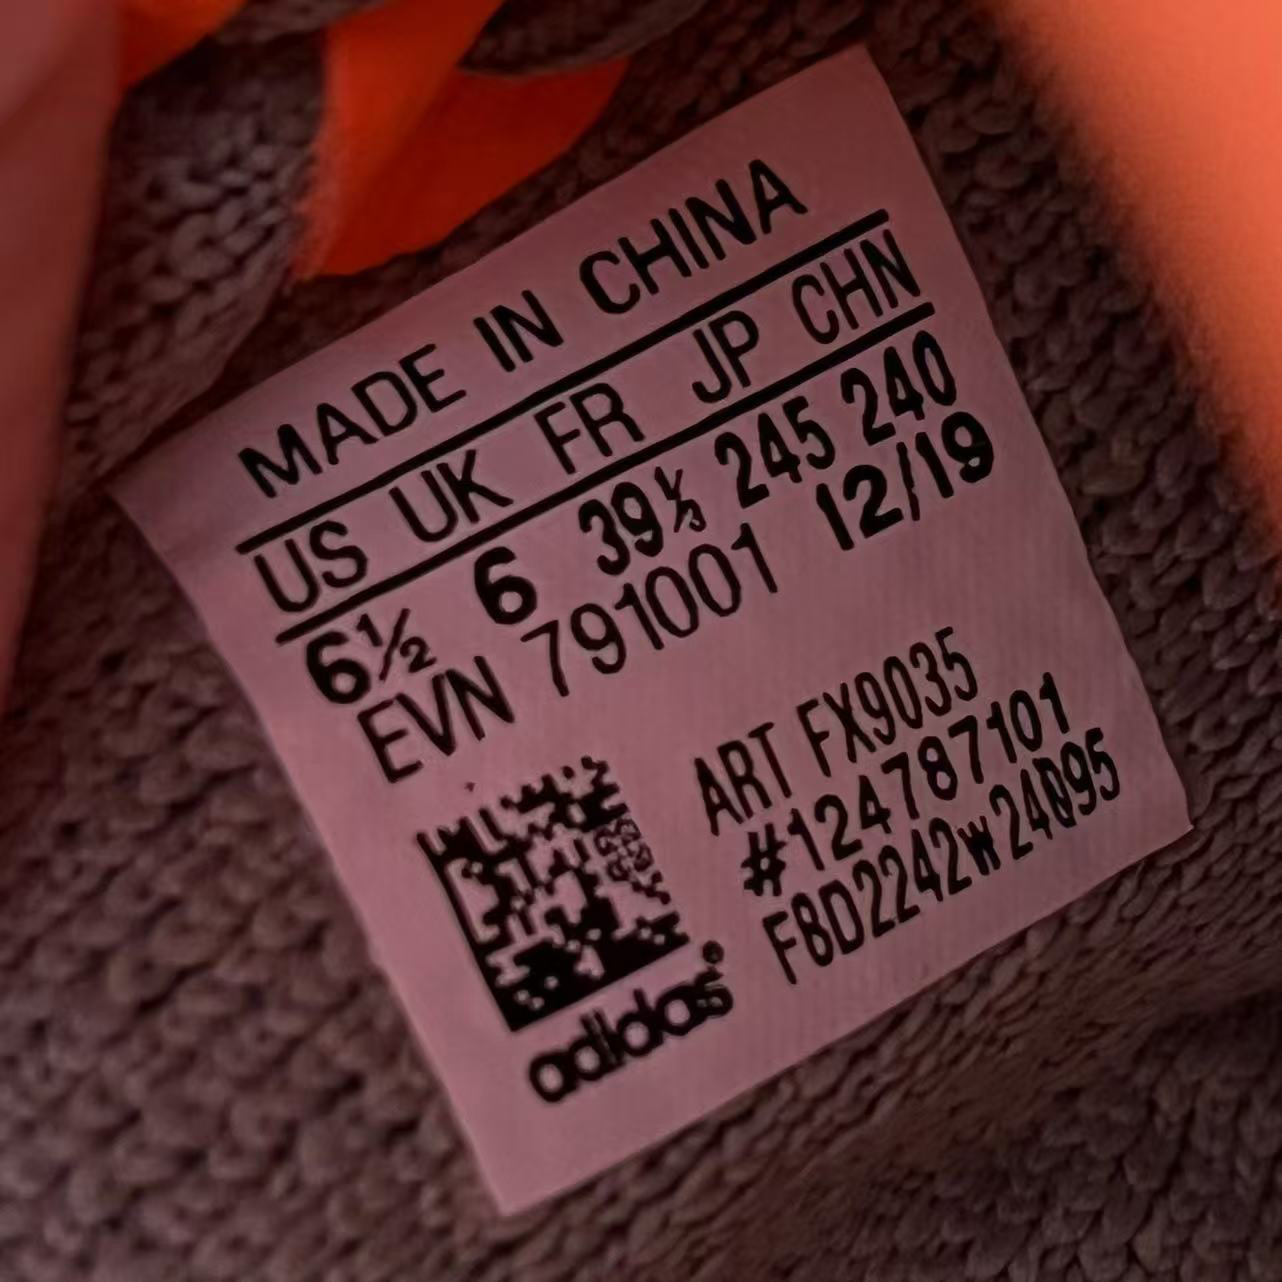 MADE IN CHINA
US UK FR JP CHN
6½ 6 39⅓ 245 240
EVN 791001 12/19
ART FX9035
#124787101
F8D2242w
adidas